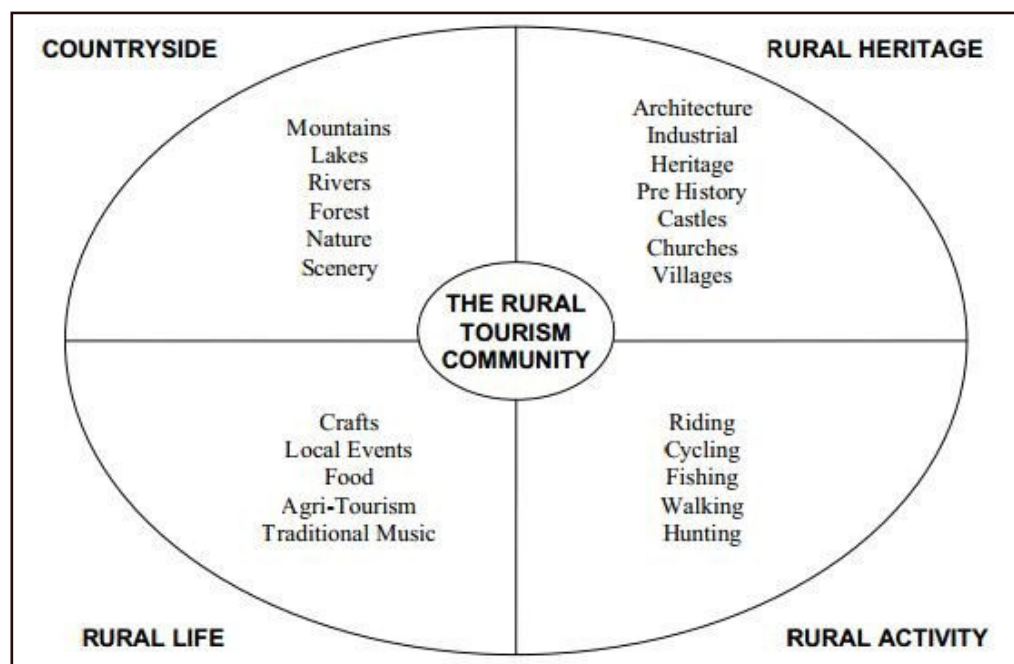 COUNTRYSIDE
RURAL HERITAGE
Mountains
Lakes
Rivers
Forest
Nature
Scenery
Architecture
Industrial
Heritage
Pre History
Castles
Churches
Villages
THE RURAL
TOURISM
COMMUNITY
Crafts
Local Events
Food
Agri-Tourism
Traditional Music
Riding
Cycling
Fishing
Walking
Hunting
RURAL LIFE
RURAL ACTIVITY